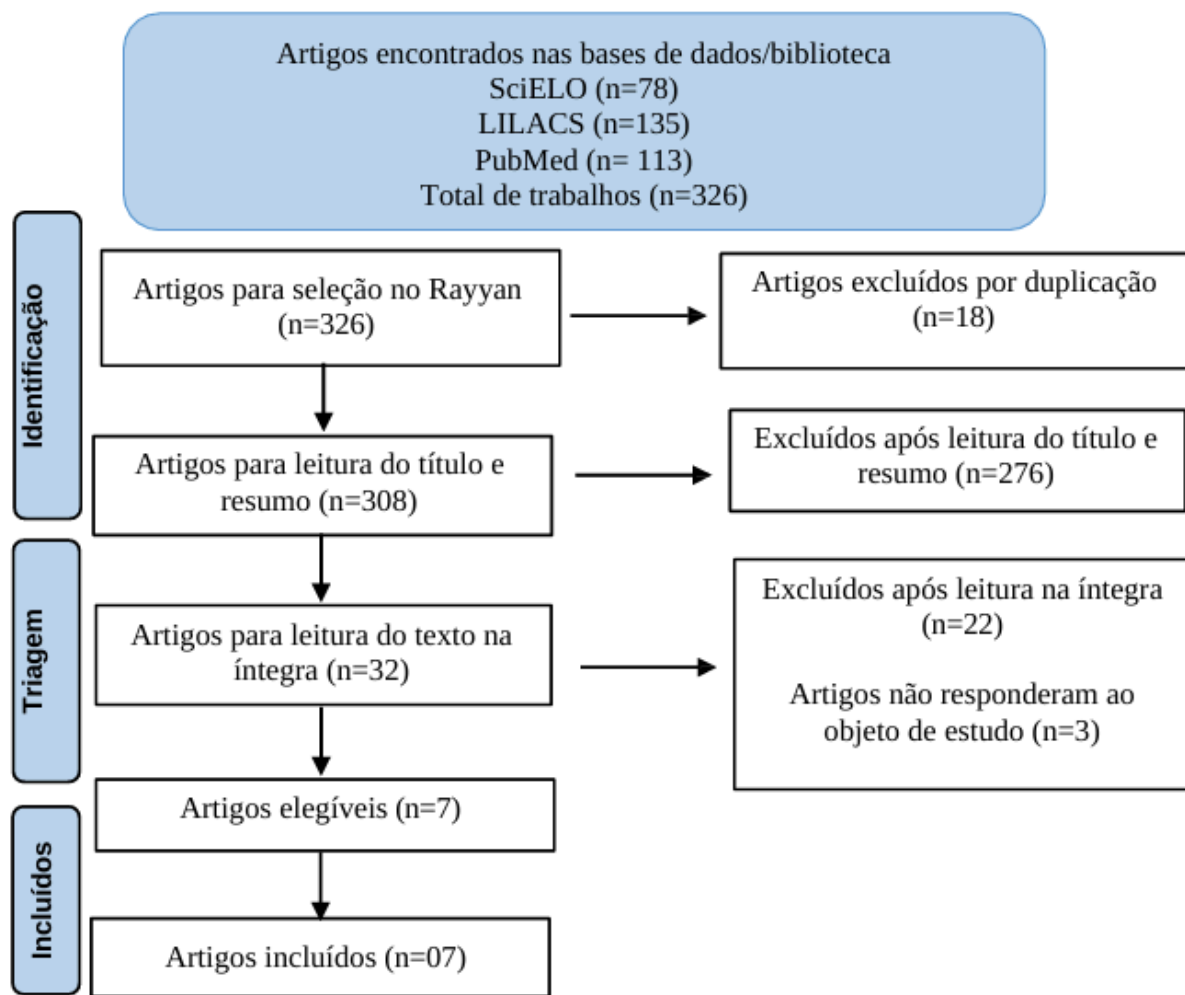 Artigos encontrados nas bases de dados/biblioteca
SciELO (n=78)
LILACS (n=135)
PubMed (n= 113)
Total de trabalhos (n=326)
Identificação
Artigos para seleção no Rayyan
(n=326)
Artigos excluídos por duplicação
(n=18)
Artigos para leitura do título e
resumo (n=308)
Excluídos após leitura do título e
resumo (n=276)
Triagem
Artigos para leitura do texto na
íntegra (n=32)
Excluídos após leitura na íntegra
(n=22)
Artigos não responderam ao
objeto de estudo (n=3)
Artigos elegíveis (n=7)
Incluídos
Artigos incluídos (n=07)